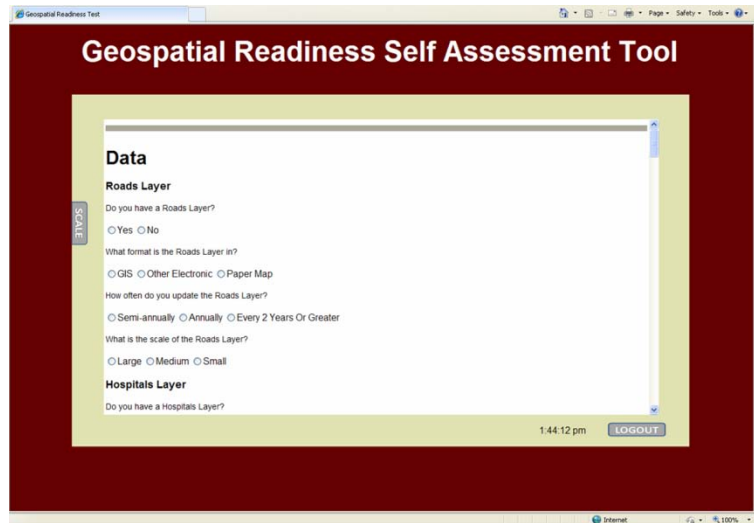 Geospatial Readiness Test
Page Safety Tools
Geospatial Readiness Self Assessment Tool
Data
Roads Layer
Do you have a Roads Layer?
Yes No
What format is the Roads Layer in?
GIS Other Electronic Paper Map
How often do you update the Roads Layer?
Semi-annually Annually Every 2 Years Or Greater
What is the scale of the Roads Layer?
Large Medium Small
Hospitals Layer
Do you have a Hospitals Layer?
SCALE
1:44:12 pm LOGOUT
Internet 100%